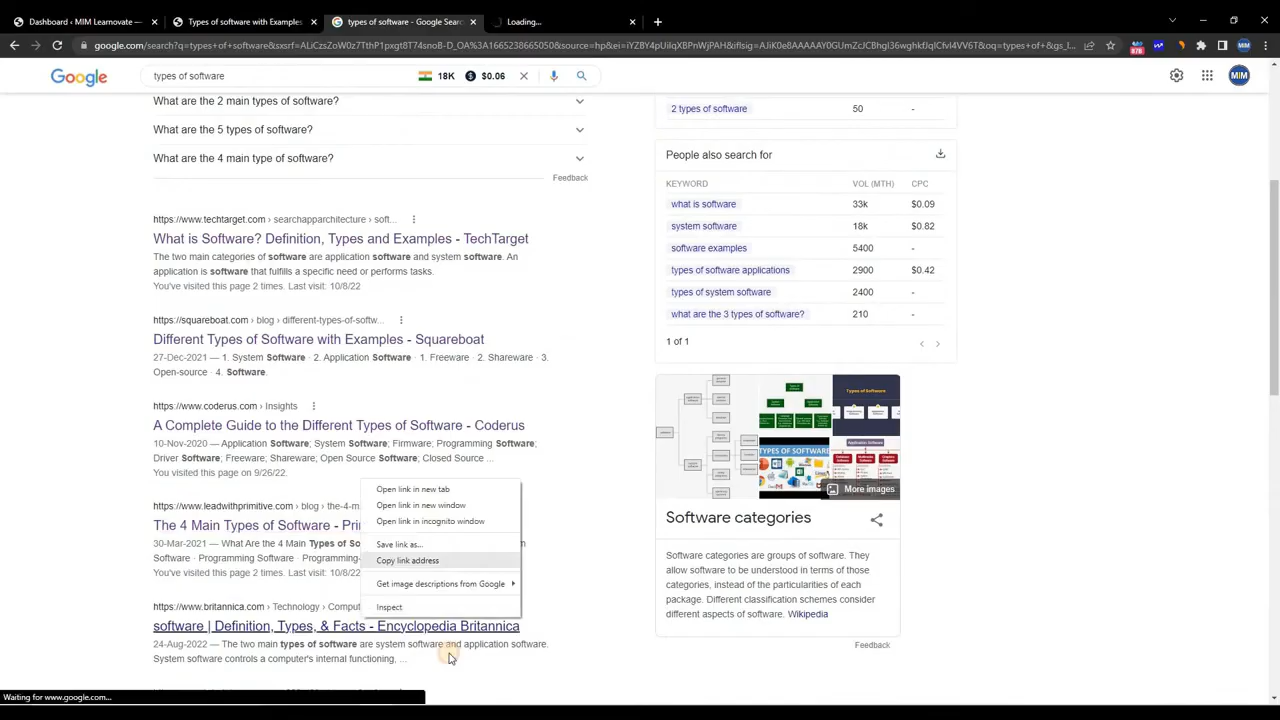 Dashboard ‹ MIM Learnovate —
Types of software with Examples
types of software - Google Sear
Loading...
google.com/search?q=types+of+software&sxsrf=
Google
types of software
18K
$0.06
MIM
What are the 2 main types of software?
What are the 5 types of software?
What are the 4 main type of software?
Feedback
https://www.techtarget.com › searchapparchitecture › soft...
What is Software? Definition, Types and Examples - TechTarget
The two main categories of software are application software and system software. An
application is software that fulfills a specific need or performs tasks.
You've visited this page 2 times. Last visit: 10/8/22
https://squareboat.com › blog › different-types-of-softw...
Different Types of Software with Examples - Squareboat
27-Dec-2021 — 1. System Software · 2. Application Software · 1. Freeware · 2. Shareware · 3.
Open-source · 4. Software.
https://www.coderus.com › Insights
A Complete Guide to the Different Types of Software - Coderus
10-Nov-2020 — Application Software; System Software; Firmware; Programming Software;
Driver Software; Freeware; Shareware; Open Source Software; Closed Source ...
You visited this page on 9/26/22.
https://www.leadwithprimitive.com › blog › the-4-m
The 4 Main Types of Software - Pri
30-Mar-2021 — What Are the 4 Main Types of So
Software · Programming Software · Programming-
You've visited this page 2 times. Last visit: 10/8/2
https://www.britannica.com › Technology › Comput
software | Definition, Types, & Facts - Encyclopedia Britannica
24-Aug-2022 — The two main types of software are system software and application software.
System software controls a computer's internal functioning, ...
Open link in new tab
Open link in new window
Open link in incognito window
Save link as...
Copy link address
Get image descriptions from Google
Inspect
2 types of software 50 -
People also search for
KEYWORD VOL (MTH) CPC
what is software 33k $0.09
system software 18k $0.82
software examples 5400 -
types of software applications 2900 $0.42
types of system software 2400 -
what are the 3 types of software? 210 -
1 of 1
TYPES OF SOFTWARE
Types of Software
Application Software
More images
Software categories
Software categories are groups of software. They
allow software to be understood in terms of those
categories, instead of the particularities of each
package. Different classification schemes consider
different aspects of software. Wikipedia
Feedback
Waiting for www.google.com...